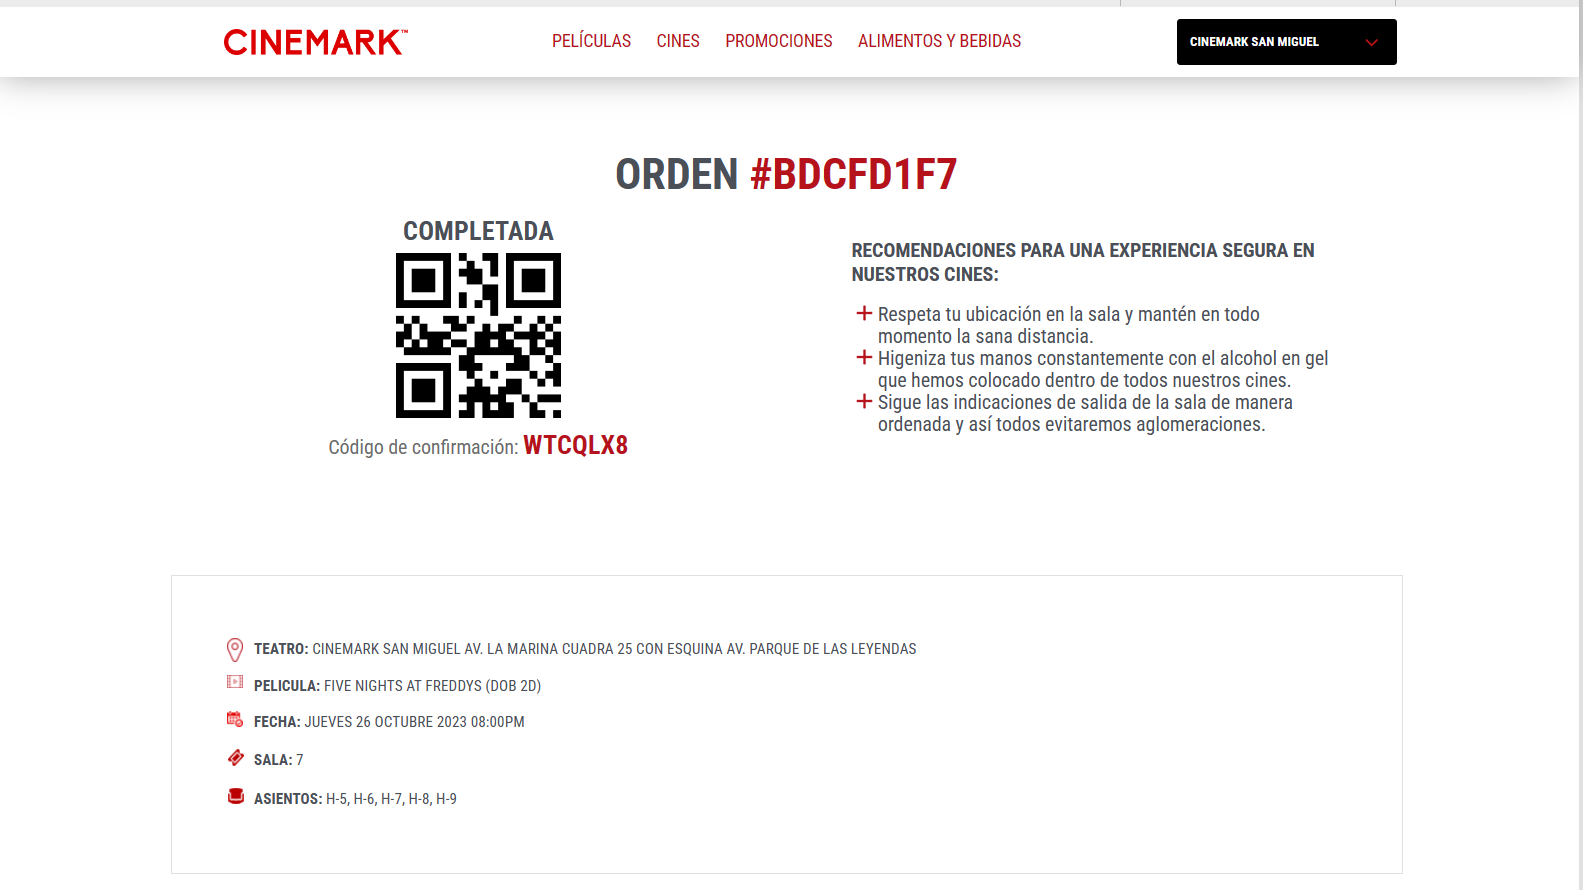 CINEMARK™
PELÍCULAS CINES PROMOCIONES ALIMENTOS Y BEBIDAS
CINEMARK SAN MIGUEL
ORDEN #BDCFD1F7
COMPLETADA
Código de confirmación: WTCQLX8
RECOMENDACIONES PARA UNA EXPERIENCIA SEGURA EN
NUESTROS CINES:
Respeta tu ubicación en la sala y mantén en todo
momento la sana distancia.
Higeniza tus manos constantemente con el alcohol en gel
que hemos colocado dentro de todos nuestros cines.
Sigue las indicaciones de salida de la sala de manera
ordenada y así todos evitaremos aglomeraciones.
TEATRO: CINEMARK SAN MIGUEL AV. LA MARINA CUADRA 25 CON ESQUINA AV. PARQUE DE LAS LEYENDAS
PELICULA: FIVE NIGHTS AT FREDDYS (DOB 2D)
FECHA: JUEVES 26 OCTUBRE 2023 08:00PM
SALA: 7
ASIENTOS: H-5, H-6, H-7, H-8, H-9